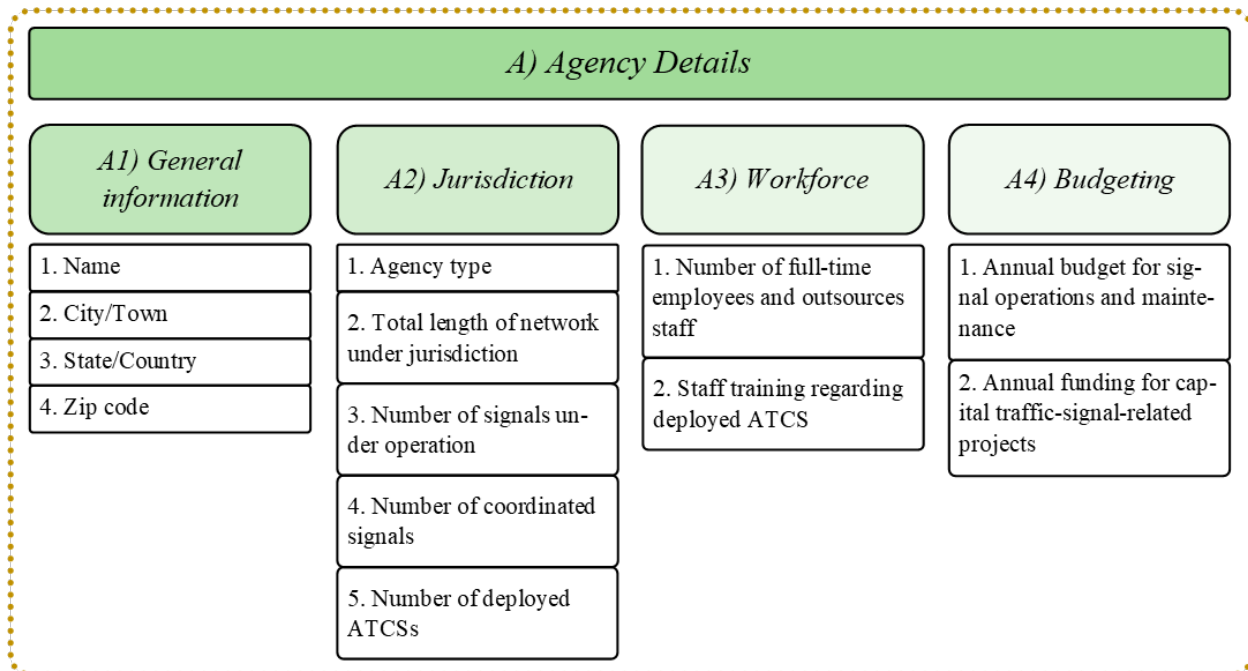 A) Agency Details
A1) General
information
1. Name
2. City/Town
3. State/Country
4. Zip code
A2) Jurisdiction
1. Agency type
2. Total length of network
under jurisdiction
3. Number of signals un-
der operation
4. Number of coordinated
signals
5. Number of deployed
ATCSs
A3) Workforce
1. Number of full-time
employees and outsources
staff
2. Staff training regarding
deployed ATCS
A4) Budgeting
1. Annual budget for sig-
nal operations and mainte-
nance
2. Annual funding for cap-
ital traffic-signal-related
projects